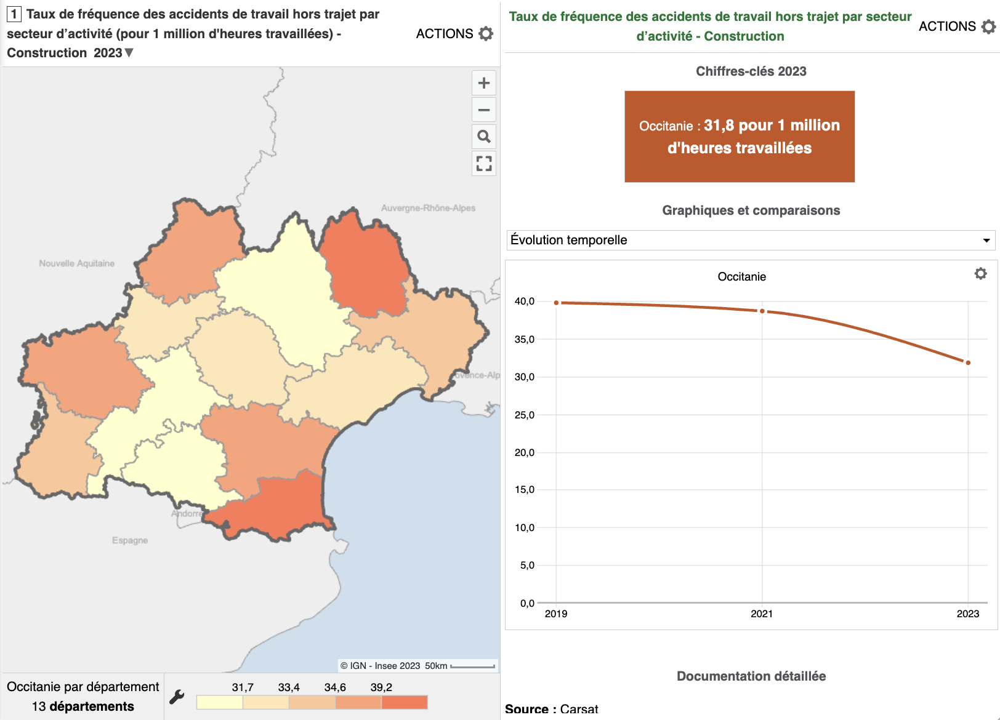 1 Taux de fréquence des accidents de travail hors trajet par
secteur d’activité (pour 1 million d'heures travaillées) -
Construction 2023▼
ACTIONS
Auvergne-Rhône-Alpes
Nouvelle Aquitaine
Andorre
Espagne
© IGN - Insee 2023 50km
Occitanie par département
13 départements
31,7 33,4 34,6 39,2
Taux de fréquence des accidents de travail hors trajet par secteur
d’activité - Construction
ACTIONS
Chiffres-clés 2023
Occitanie : 31,8 pour 1 million
d'heures travaillées
Graphiques et comparaisons
Évolution temporelle
Occitanie
40,0
35,0
30,0
25,0
20,0
15,0
10,0
5,0
0,0
2019 2021 2023
Documentation détaillée
Source : Carsat